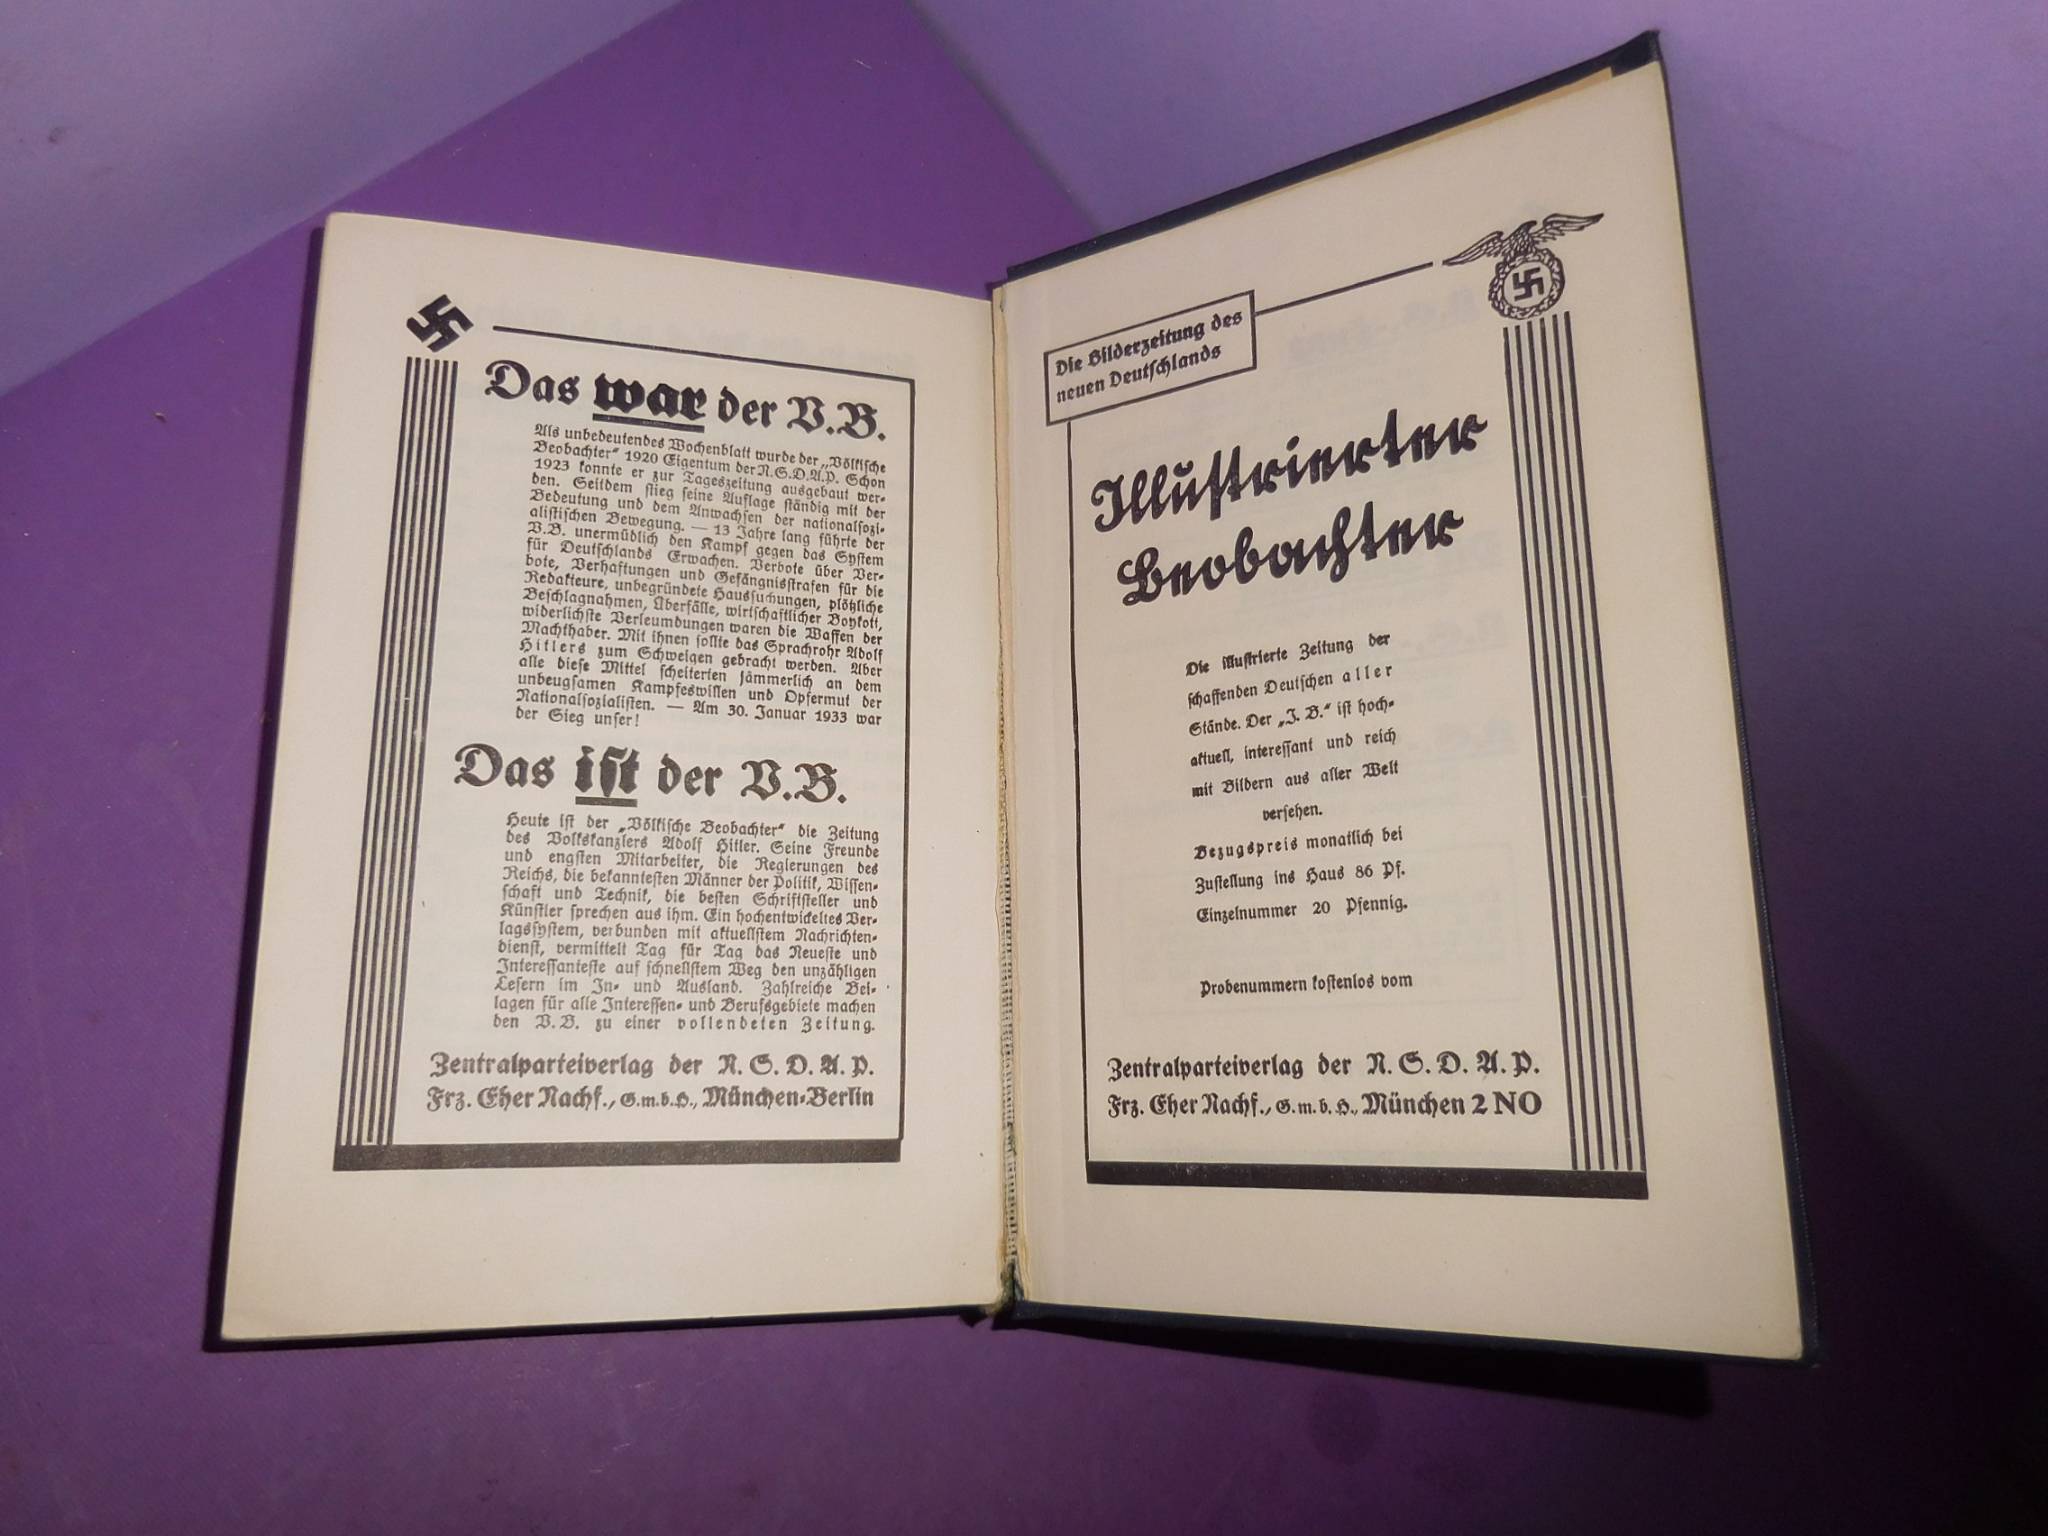 Das war der V. B.
Als unbedeutendes Wochenblatt wurde der „Völkische
Beobachter“ 1920 Eigentum der N.S.D.A.P. Schon
1923 konnte er zur Tageszeitung ausgebaut wer-
den. Seitdem stieg seine Auflage ständig mit der
Bedeutung und dem Anwachsen der nationalsozi-
alistischen Bewegung. — 13 Jahre lang führte der
V.B. unermüdlich den Kampf gegen das System
für Deutschlands Erwachen. Verbote über Ver-
bote, Verhaftungen und Gefängnisstrafen für die
Redakteure, unbegründete Haussuchungen, plötzliche
Beschlagnahmen, Überfälle, wirtschaftlicher Boykott,
widerlichste Verleumdungen waren die Waffen der
Machthaber. Mit ihnen sollte das Sprachrohr Adolf
Hitlers zum Schweigen gebracht werden. Aber
alle diese Mittel scheiterten jämmerlich an dem
unbeugsamen Kampfeswillen und Opfermut der
Nationalsozialisten. — Am 30. Januar 1933 war
der Sieg unser!
Das ist der V. B.
Heute ist der „Völkische Beobachter“ die Zeitung
des Volkskanzlers Adolf Hitler. Seine Freunde
und engsten Mitarbeiter, die Regierungen des
Reichs, die bekanntesten Männer der Politik, Wissen-
schaft und Technik, die besten Schriftsteller und
Künstler sprechen aus ihm. Ein hochentwickeltes Ver-
lagssystem, verbunden mit aktuellstem Nachrichten-
dienst, vermittelt Tag für Tag das Neueste und
Interessanteste auf schnellstem Weg den unzähligen
Lesern im In- und Ausland. Zahlreiche Bei-
lagen für alle Interessen- und Berufsgebiete machen
den V. B. zu einer vollendeten Zeitung.
Zentralparteiverlag der N. S. D. A. P.
Frz. Eher Nachf., G.m.b.H., München-Berlin
Die Bilderzeitung des
neuen Deutschlands
Illustrierter
Beobachter
Die illustrierte Zeitung der
schaffenden Deutschen aller
Stände. Der „J. B.“ ist hoch-
aktuell, interessant und reich
mit Bildern aus aller Welt
versehen.
Bezugspreis monatlich bei
Zustellung ins Haus 86 Pf.
Einzelnummer 20 Pfennig.
Probenummern kostenlos vom
Zentralparteiverlag der N. S. D. A. P.
Frz. Eher Nachf., G.m.b.H., München 2 NO